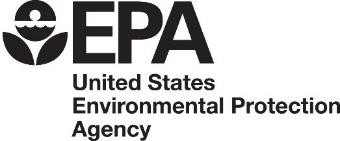 EPA
United States
Environmental Protection
Agency